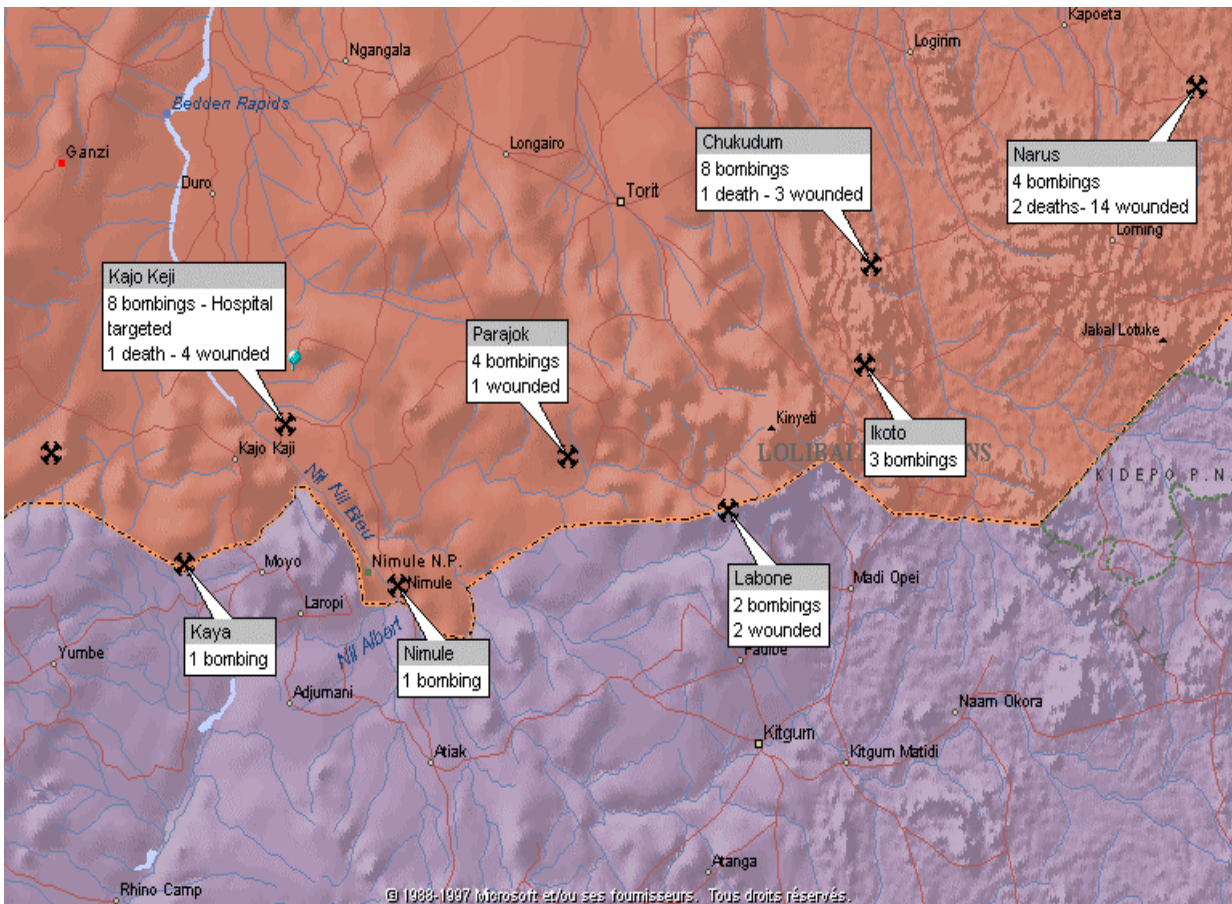 Kapoeta
Ngangala
Logirim
Bedden Rapids
Ganzi
Longairo
Duro
Torit
Chukudum
8 bombings
1 death - 3 wounded
Narus
4 bombings
2 deaths- 14 wounded
Lorning
Kajo Keji
8 bombings - Hospital
targeted
1 death - 4 wounded
Parajok
4 bombings
1 wounded
Jabal Lotuke
Kinyeti
Ikoto
3 bombings
Kajo Kaji
KIDEPO P.N
Nimule N.P.
Nimule
Moyo
Laropi
Labone
2 bombings
2 wounded
Madi Opei
Kaya
1 bombing
Nil Albert
Nimule
1 bombing
Yumbe
Adjumani
Naam Okora
Atiak
Kitgum
Kitgum Matidi
Atanga
Rhino Camp
© 1988-1997 Microsoft et/ou ses fournisseurs. Tous droits réservés.